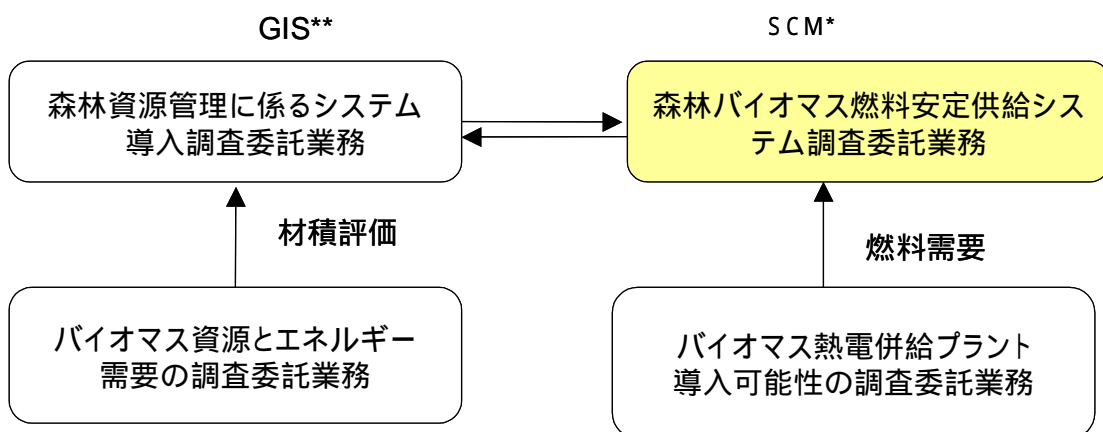 GIS**
SCM*
森林資源管理に係るシステム
導入調査委託業務
森林バイオマス燃料安定供給シス
テム調査委託業務
材積評価
燃料需要
バイオマス資源とエネルギー
需要の調査委託業務
バイオマス熱電併給プラント
導入可能性の調査委託業務